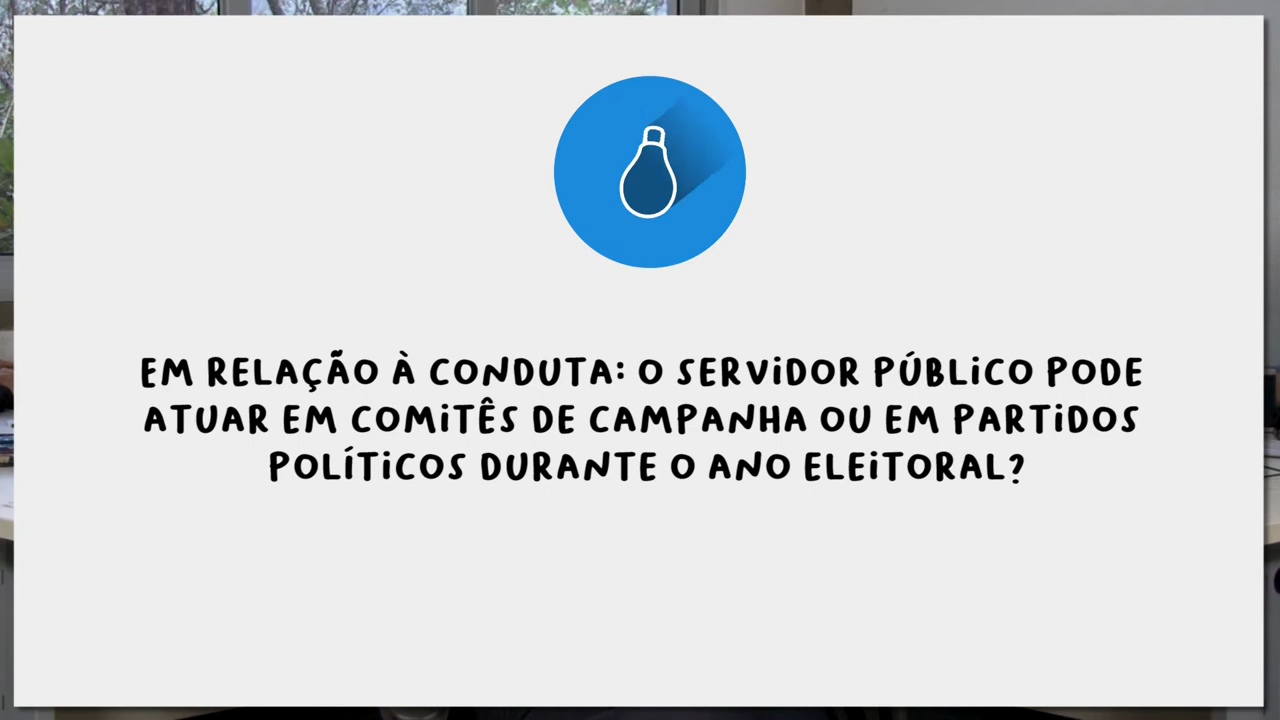 EM RELAÇÃO À CONDUTA: O SERVIDOR PÚBLICO PODE
ATUAR EM COMITÊS DE CAMPANHA OU EM PARTIDOS
POLÍTICOS DURANTE O ANO ELEITORAL?